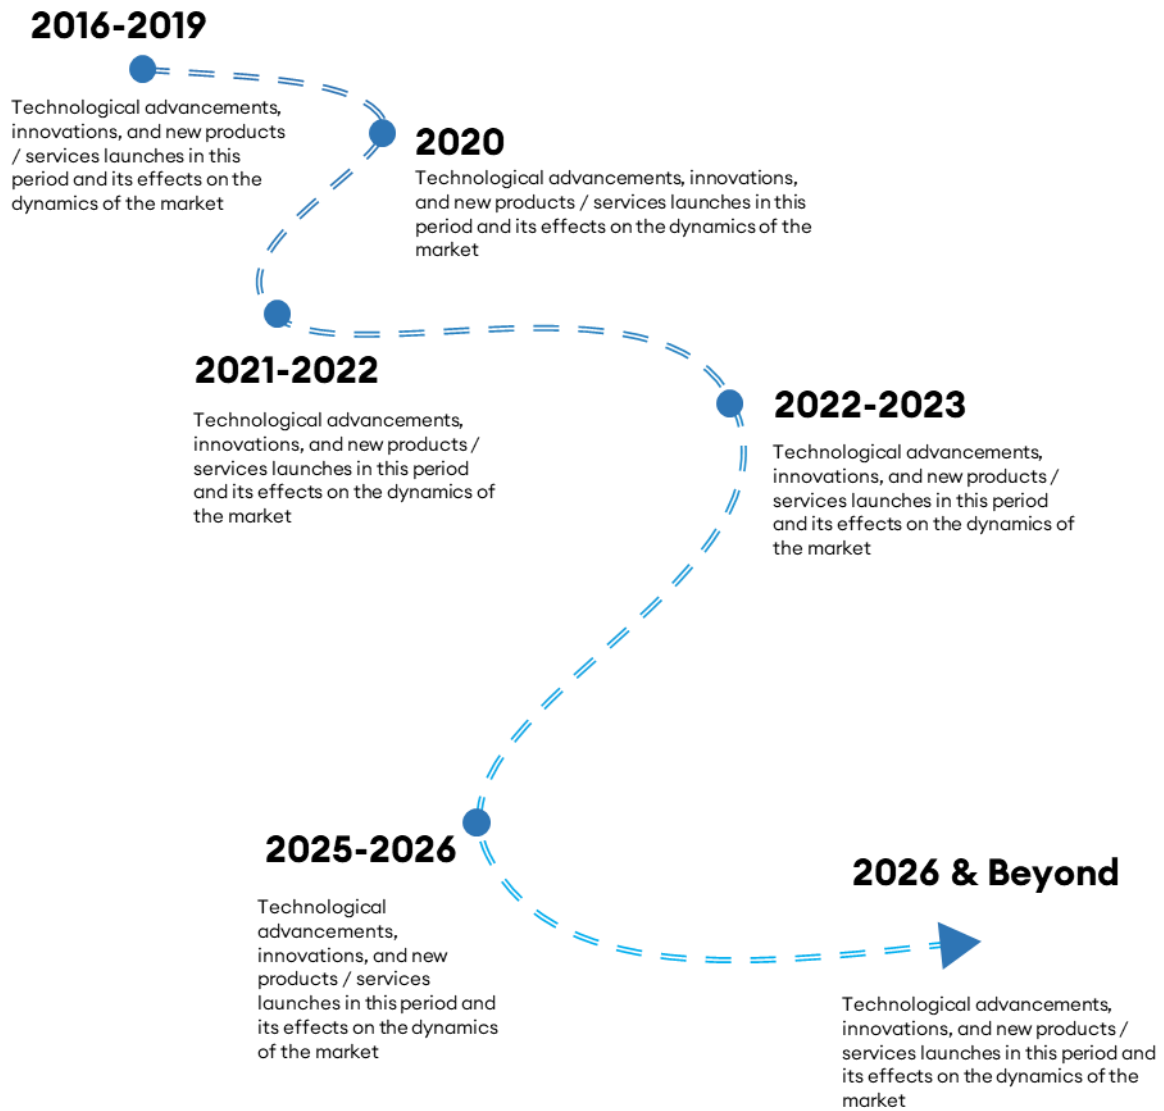 2016-2019
Technological advancements,
innovations, and new products
/ services launches in this
period and its effects on the
dynamics of the market
2020
Technological advancements, innovations,
and new products / services launches in this
period and its effects on the dynamics of the
market
2021-2022
Technological advancements,
innovations, and new products /
services launches in this period
and its effects on the dynamics of
the market
2022-2023
Technological advancements,
innovations, and new products /
services launches in this period
and its effects on the dynamics of
the market
2025-2026
Technological
advancements,
innovations, and new
products / services
launches in this period and
its effects on the dynamics
of the market
2026 & Beyond
Technological advancements,
innovations, and new products /
services launches in this period and
its effects on the dynamics of the
market